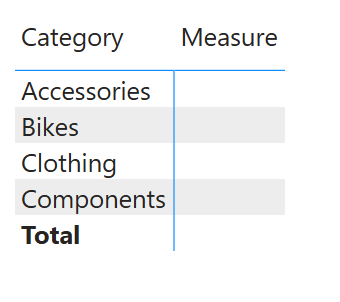 Category Measure
Accessories
Bikes
Clothing
Components
Total